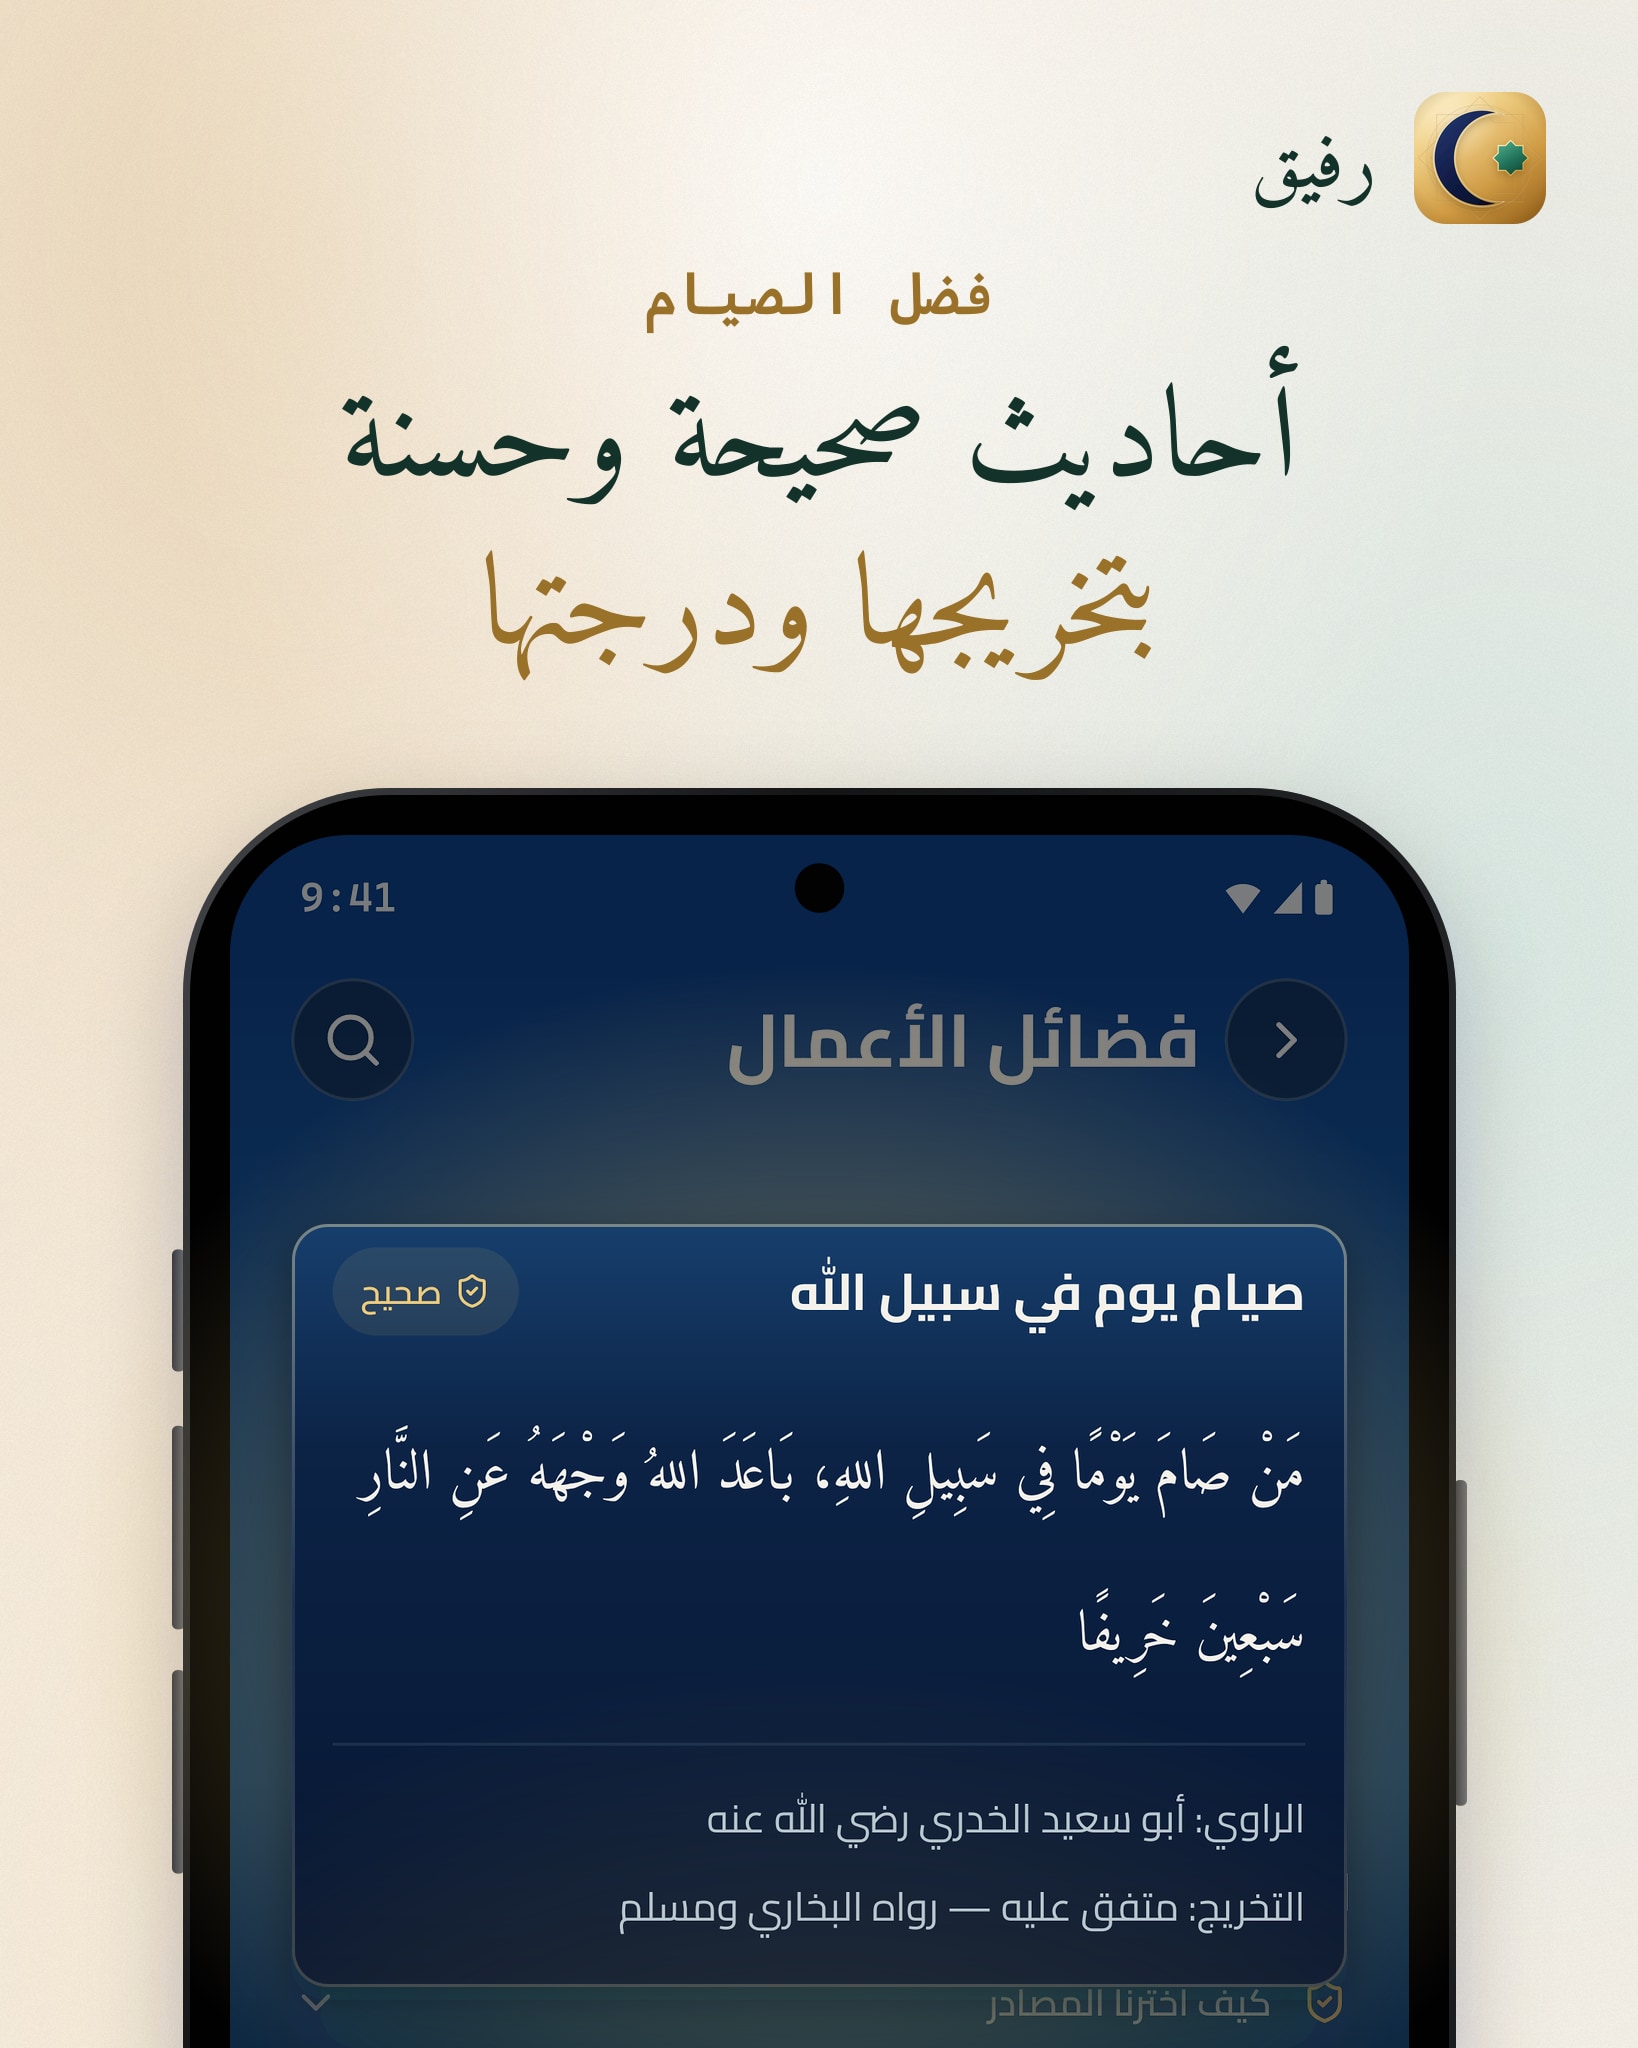 رفيق
فضل الصيام
أحاديث صحيحة وحسنة
بتخريجها ودرجتها
9:41
فضائل الأعمال
صيام يوم في سبيل الله
صحيح
مَنْ صَامَ يَوْمًا فِي سَبِيلِ اللهِ، بَاعَدَ اللهُ وَجْهَهُ عَنِ النَّارِ
سَبْعِينَ خَرِيفًا
الراوي: أبو سعيد الخدري رضي الله عنه
التخريج: متفق عليه — رواه البخاري ومسلم
كيف اخترنا المصادر